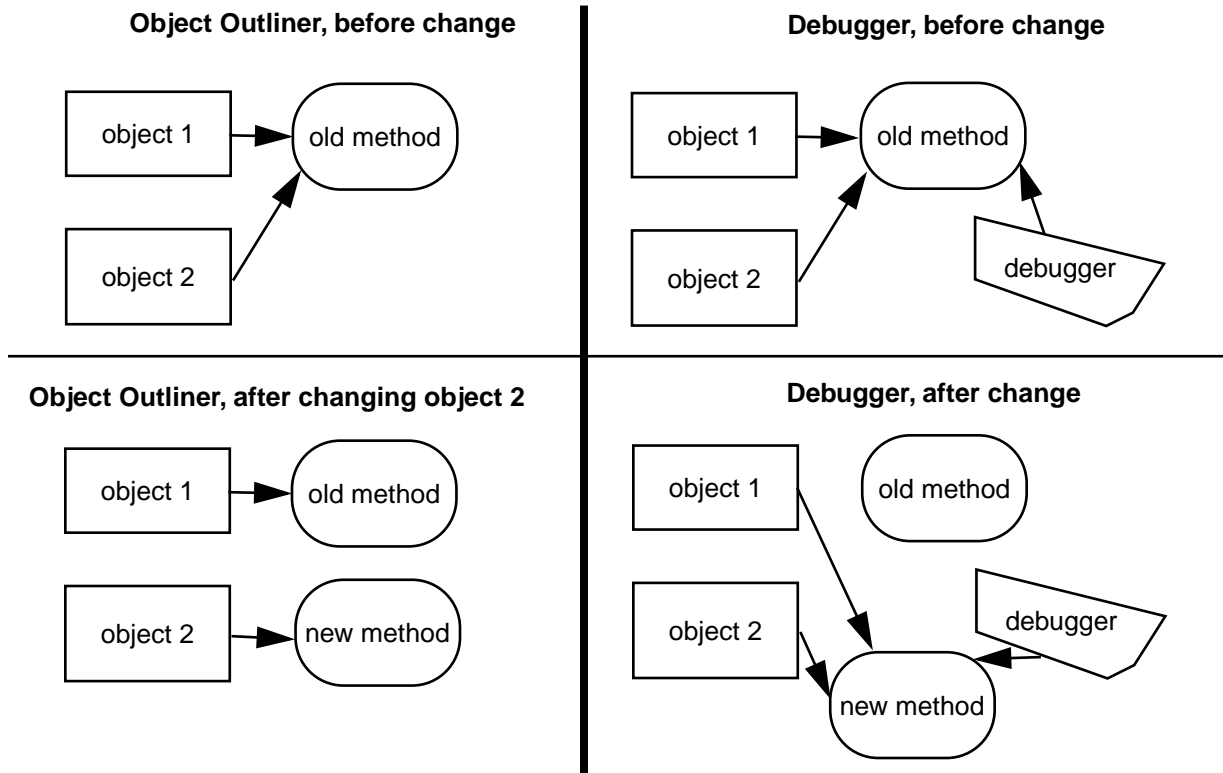 Object Outliner, before change
object 1
old method
object 2
Debugger, before change
object 1
old method
object 2
debugger
Object Outliner, after changing object 2
object 1
old method
object 2
new method
Debugger, after change
object 1
old method
object 2
debugger
new method